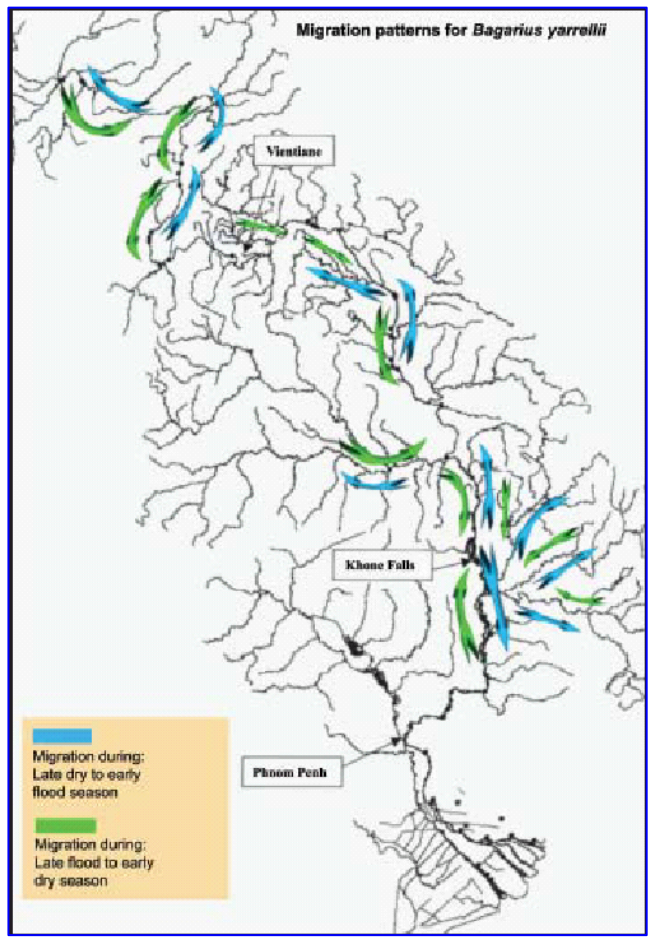 Migration patterns for Bagarius yarrellii
Vientiane
Khone Falls
Phnom Penh
Migration during:
Late dry to early
flood season
Migration during:
Late flood to early
dry season